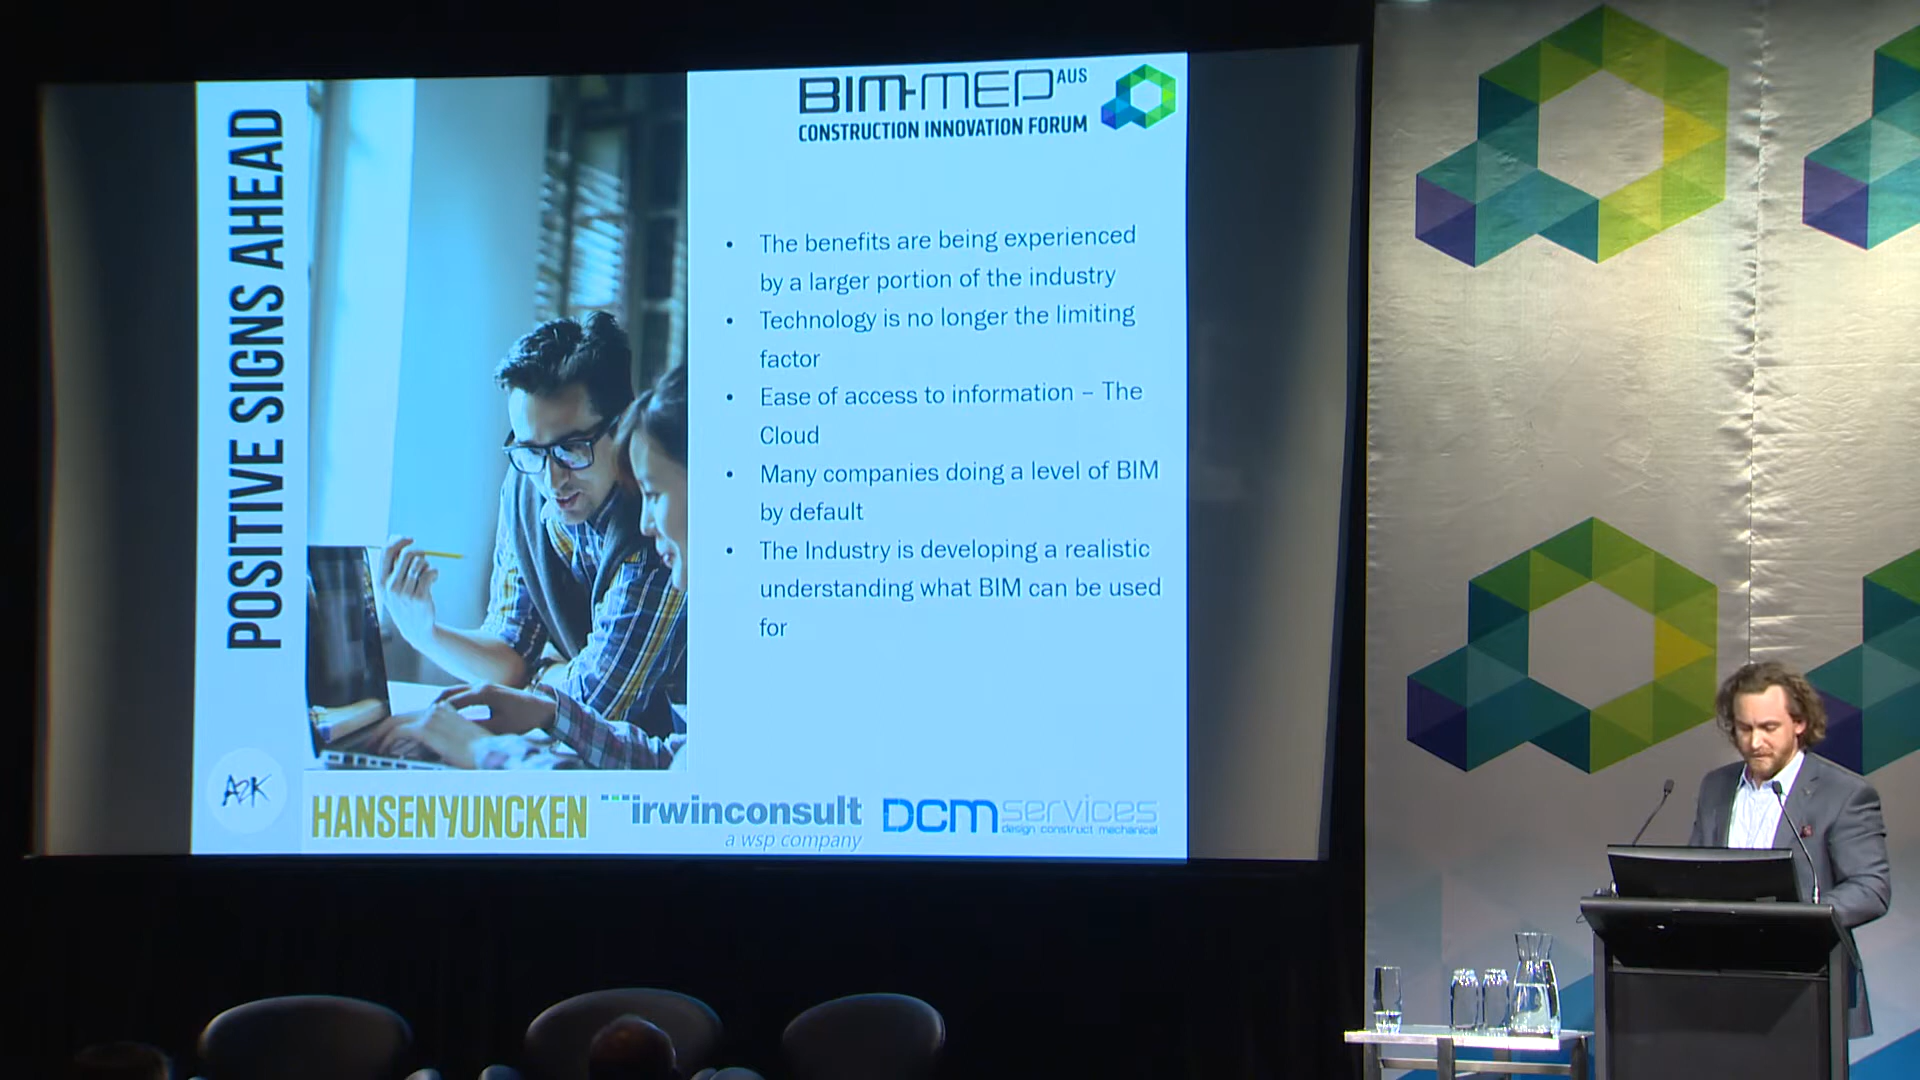 POSITIVE SIGNS AHEAD
BIM-MEP AUS
CONSTRUCTION INNOVATION FORUM
• The benefits are being experienced
by a larger portion of the industry
• Technology is no longer the limiting
factor
• Ease of access to information – The
Cloud
• Many companies doing a level of BIM
by default
• The Industry is developing a realistic
understanding what BIM can be used
for
A2K
HANSEN YUNCKEN
irwinconsult
a wsp company
DCM services
design construct mechanical